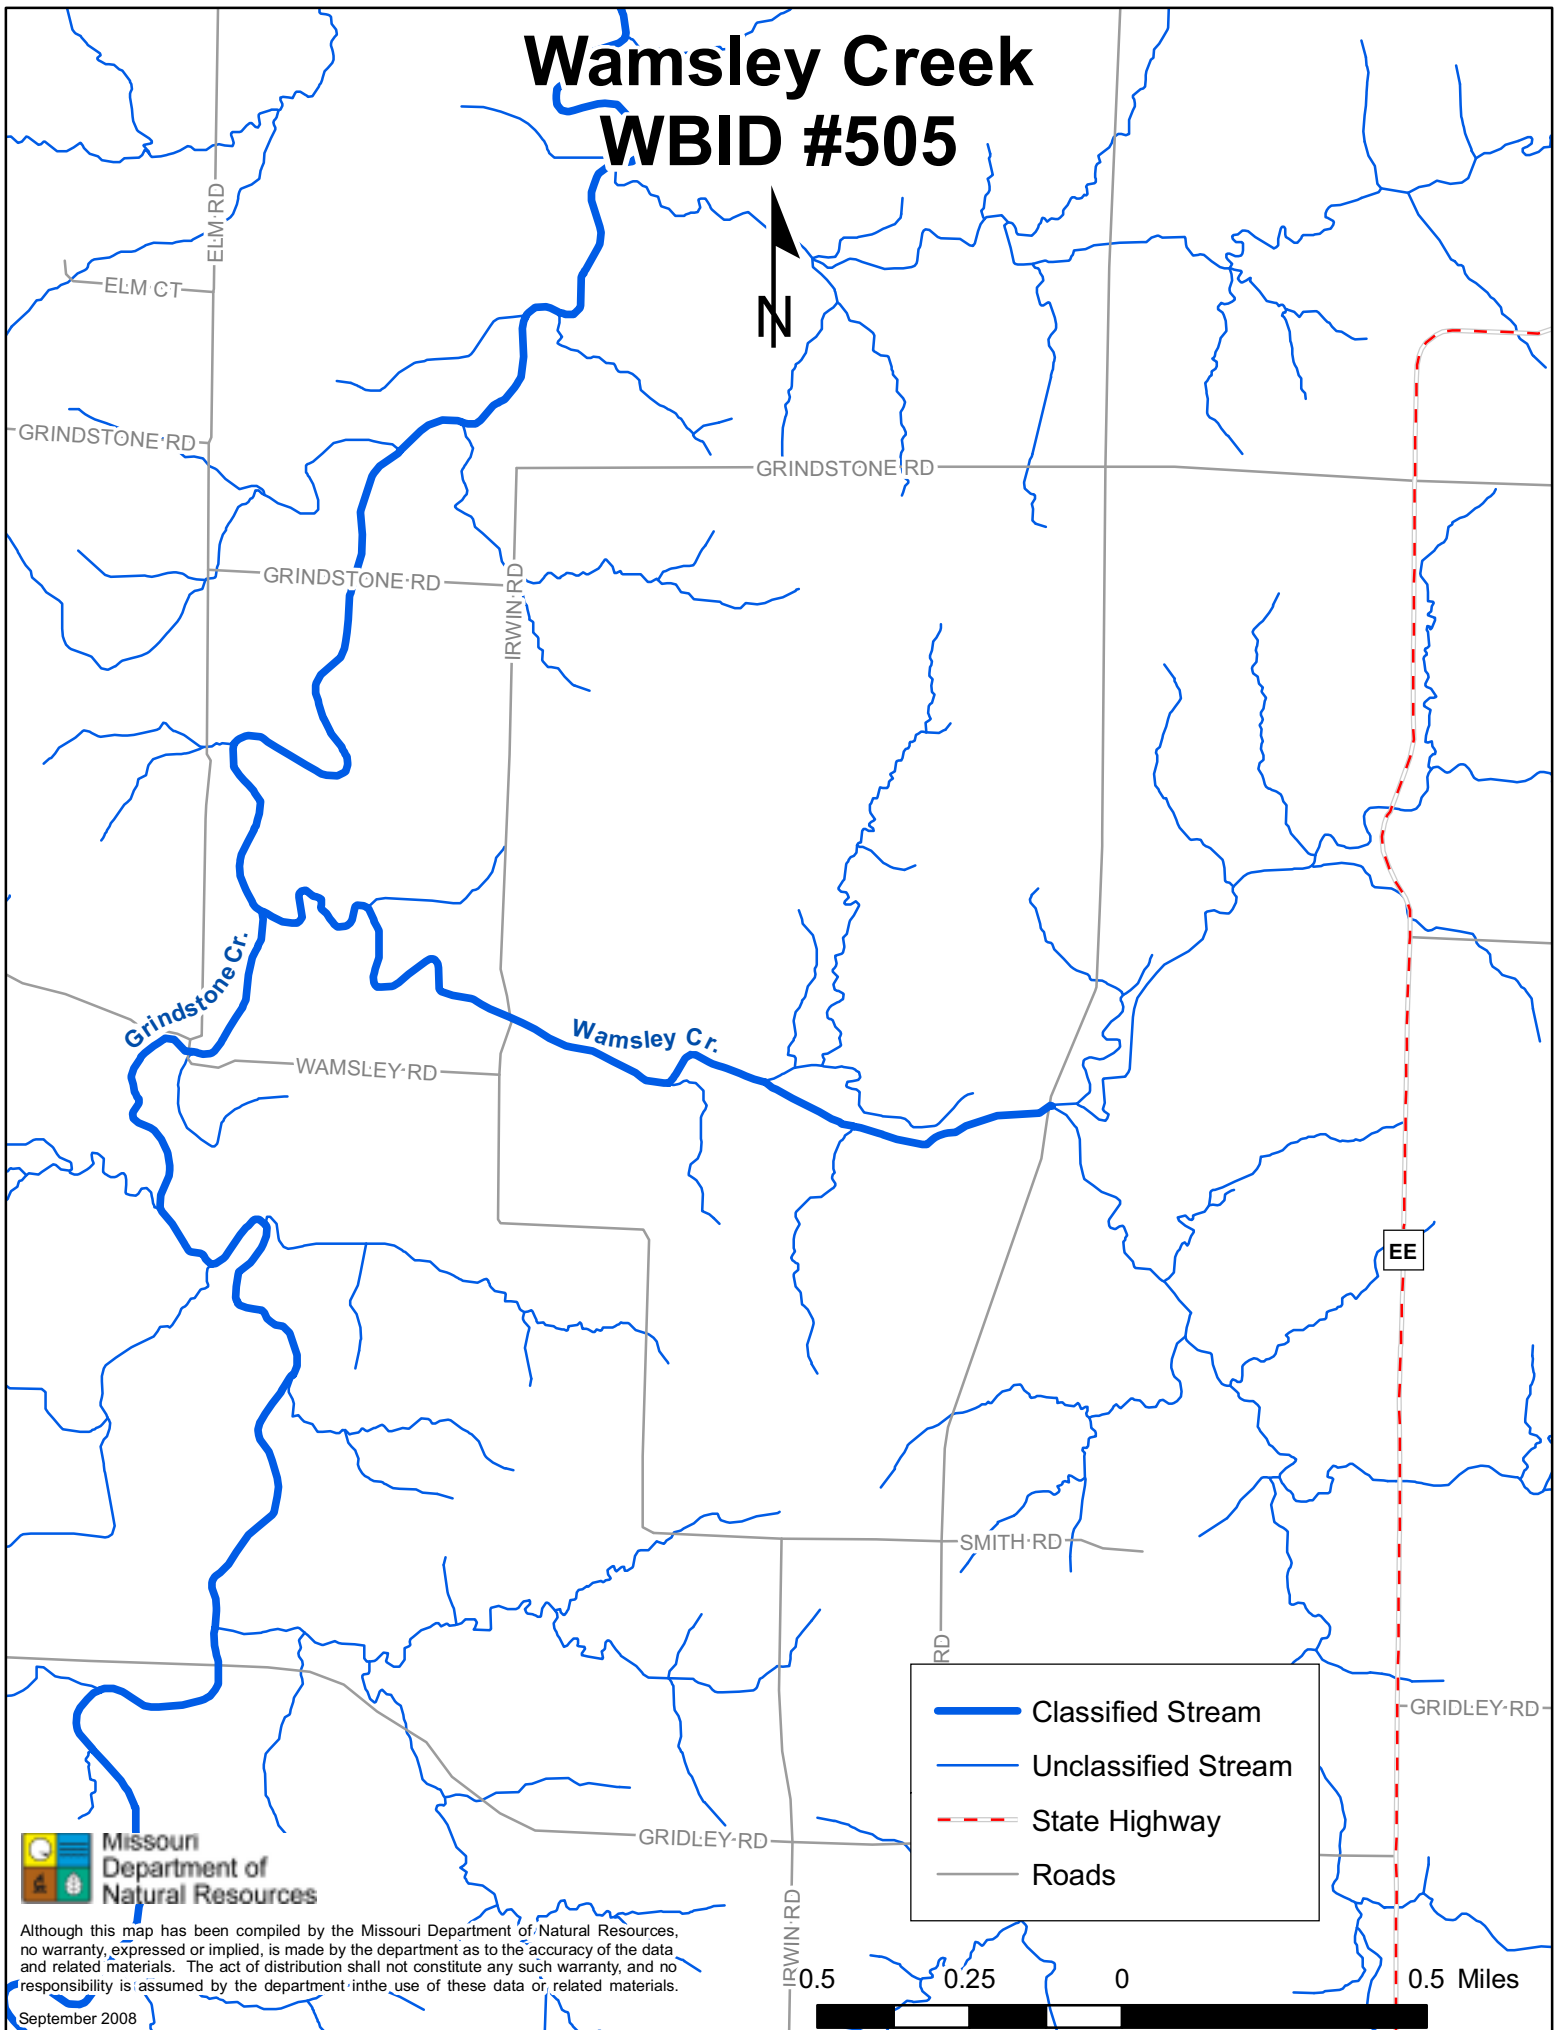 Wamsley Creek
WBID #505
N
ELM RD
ELM CT
GRINDSTONE RD
GRINDSTONE RD
GRINDSTONE RD
IRWIN RD
Grindstone Cr.
Wamsley Cr.
WAMSLEY RD
EE
SMITH RD
RD
Classified Stream
Unclassified Stream
State Highway
Roads
GRIDLEY RD
GRIDLEY RD
IRWIN RD
Missouri
Department of
Natural Resources
Although this map has been compiled by the Missouri Department of Natural Resources,
no warranty, expressed or implied, is made by the department as to the accuracy of the data
and related materials. The act of distribution shall not constitute any such warranty, and no
responsibility is assumed by the department inthe use of these data or related materials.
September 2008
0.5 0.25 0 0.5 Miles